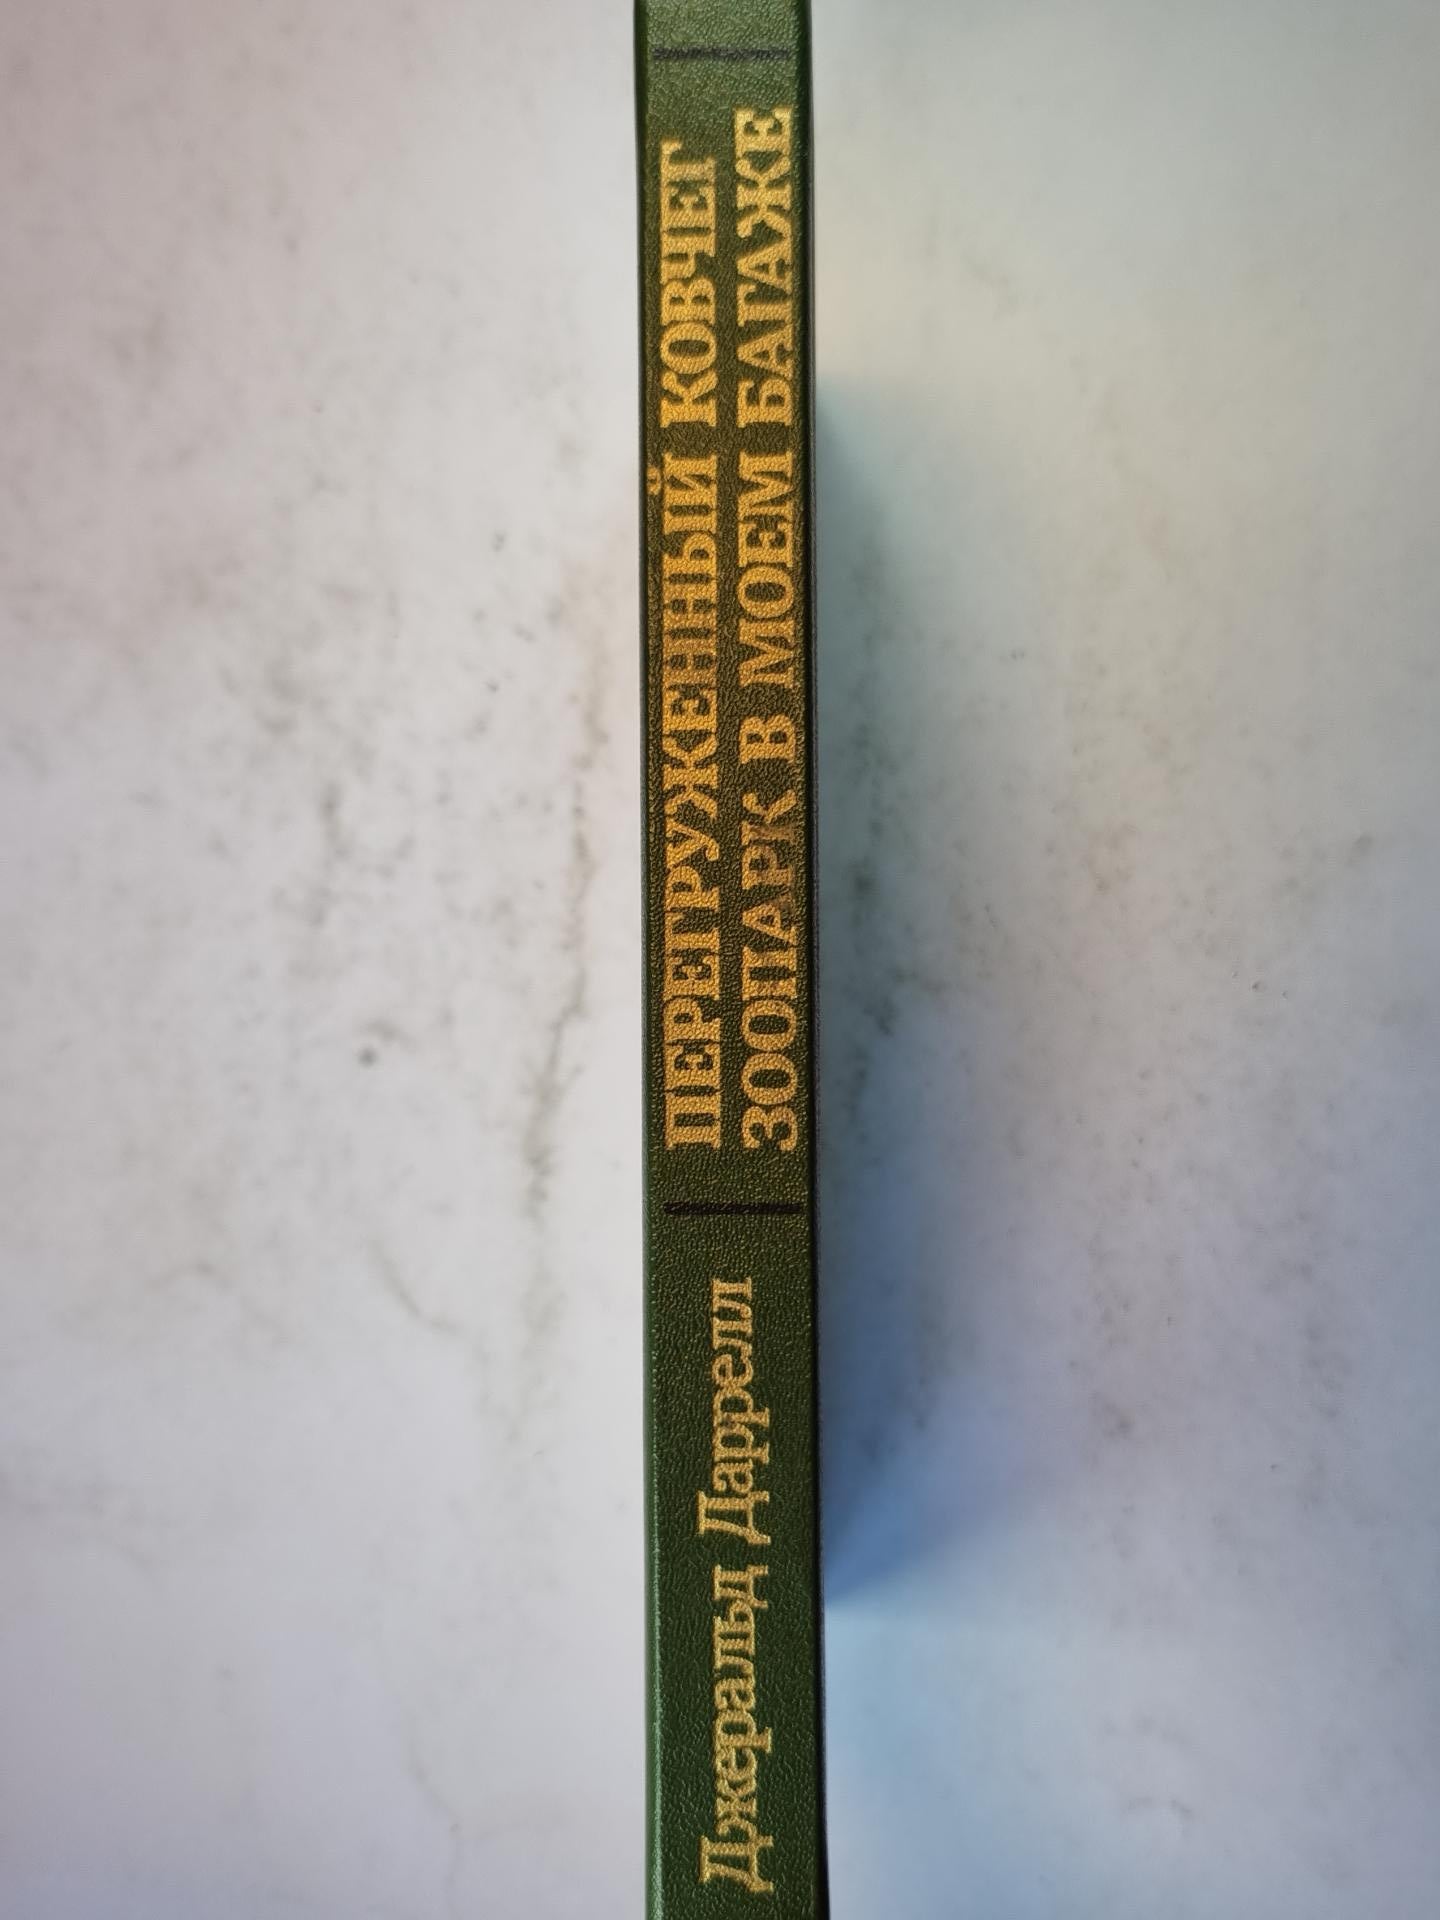 Джеральд Даррелл
ПЕРЕГРУЖЕННЫЙ КОВЧЕГ
ЗООПАРК В МОЕМ БАГАЖЕ